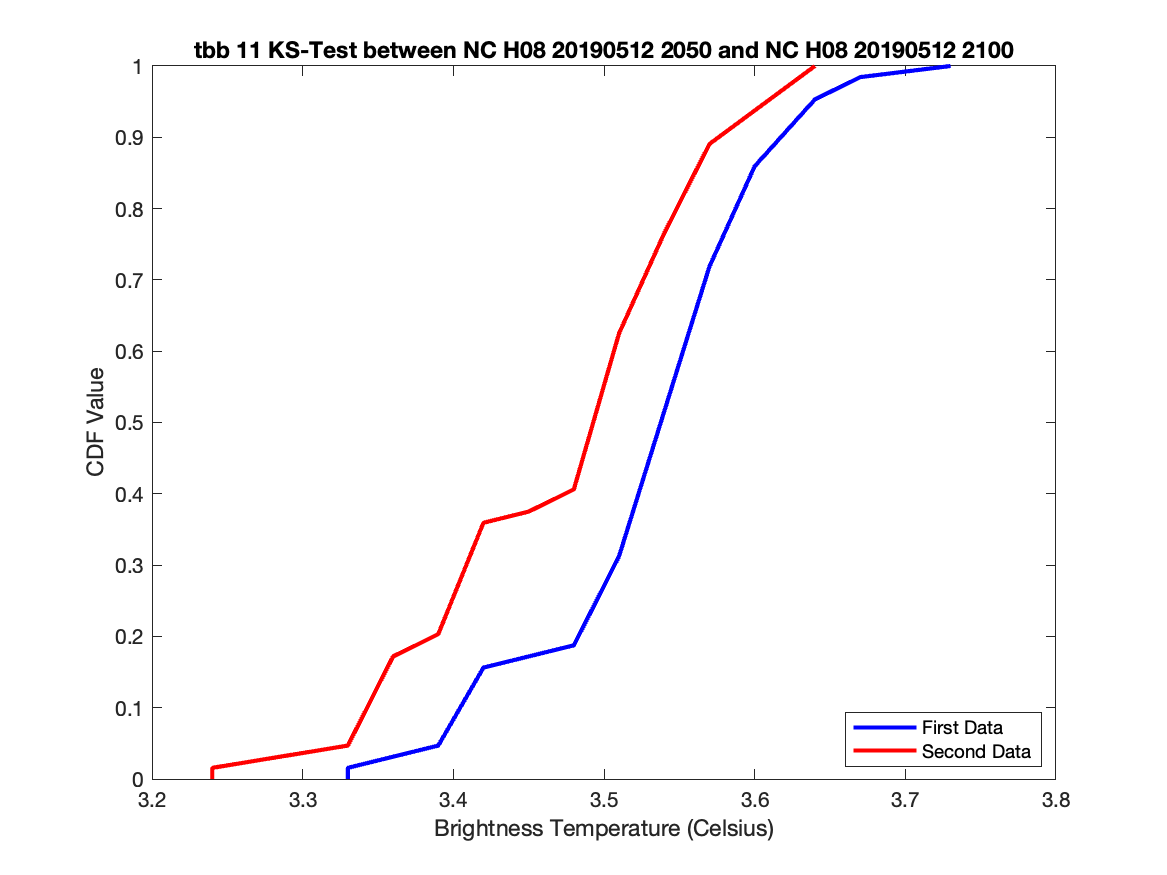 tbb 11 KS-Test between NC H08 20190512 2050 and NC H08 20190512 2100
1
0.9
0.8
0.7
0.6
0.5
0.4
0.3
0.2
0.1
0
CDF Value
First Data
Second Data
3.2 3.3 3.4 3.5 3.6 3.7 3.8
Brightness Temperature (Celsius)